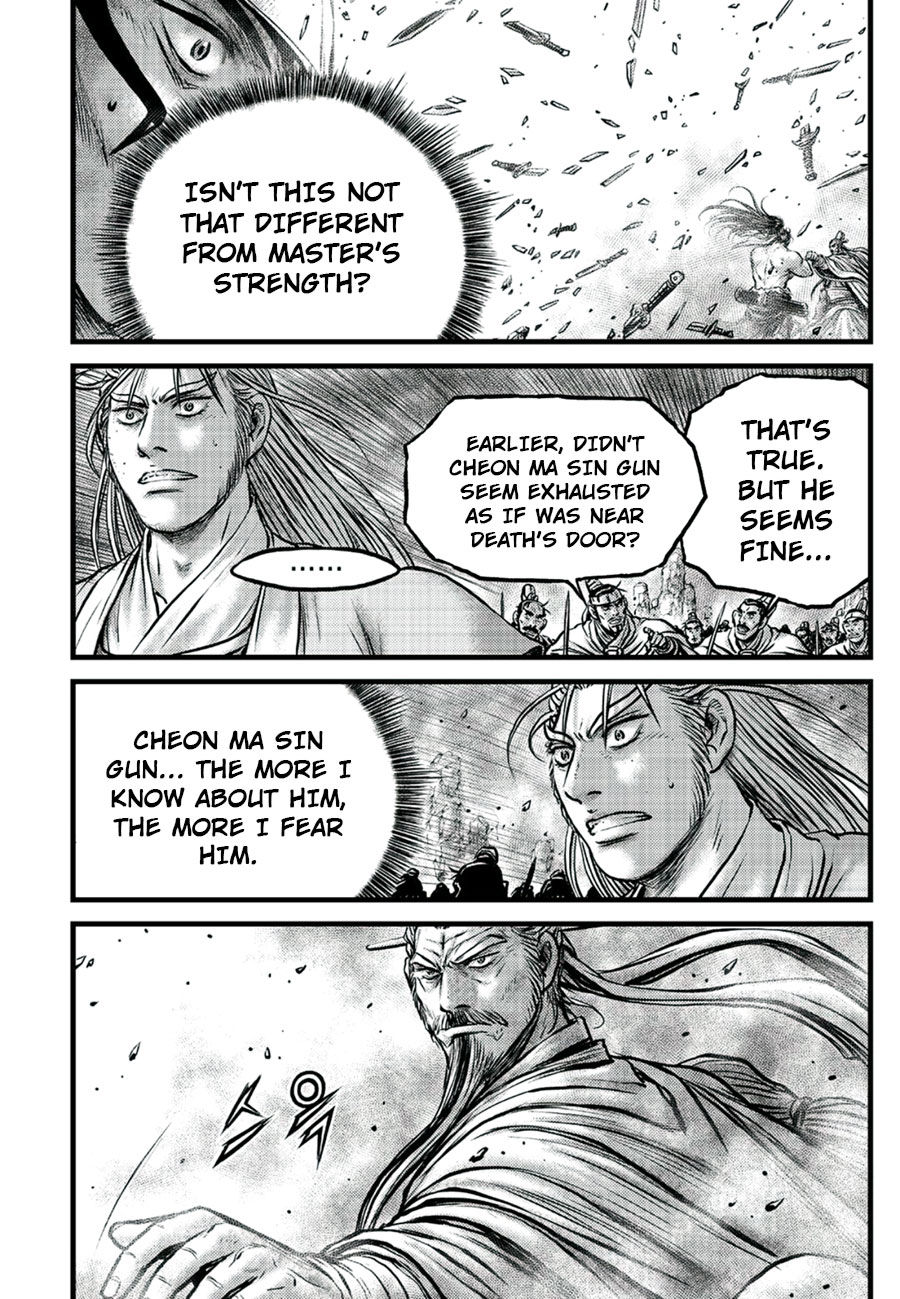 ISN'T THIS NOT
THAT DIFFERENT
FROM MASTER'S
STRENGTH?
EARLIER, DIDN'T
CHEON MA SIN GUN
SEEM EXHAUSTED
AS IF WAS NEAR
DEATH'S DOOR?
THAT'S
TRUE.
BUT HE
SEEMS
FINE...
......
CHEON MA SIN
GUN... THE MORE I
KNOW ABOUT HIM,
THE MORE I FEAR
HIM.
스윽